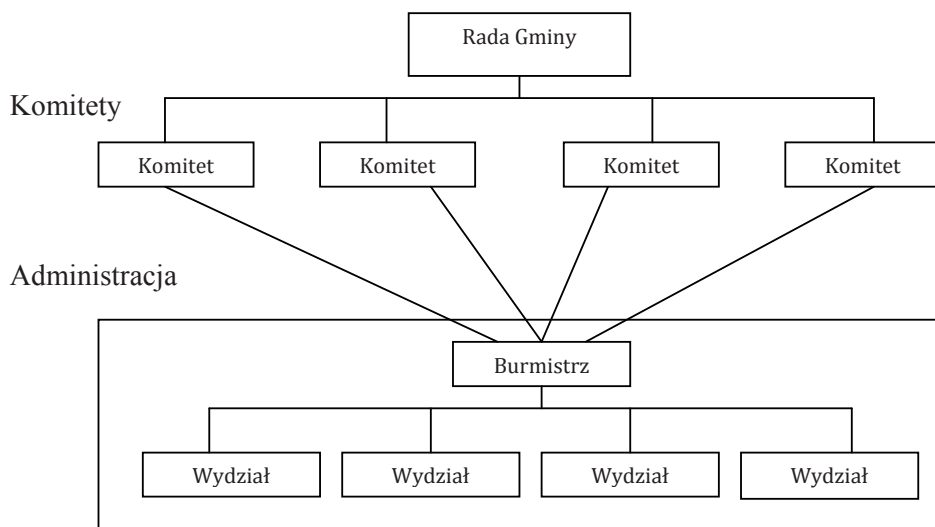 Rada Gminy
Komitety
Komitet Komitet Komitet Komitet
Administracja
Burmistrz
Wydział Wydział Wydział Wydział